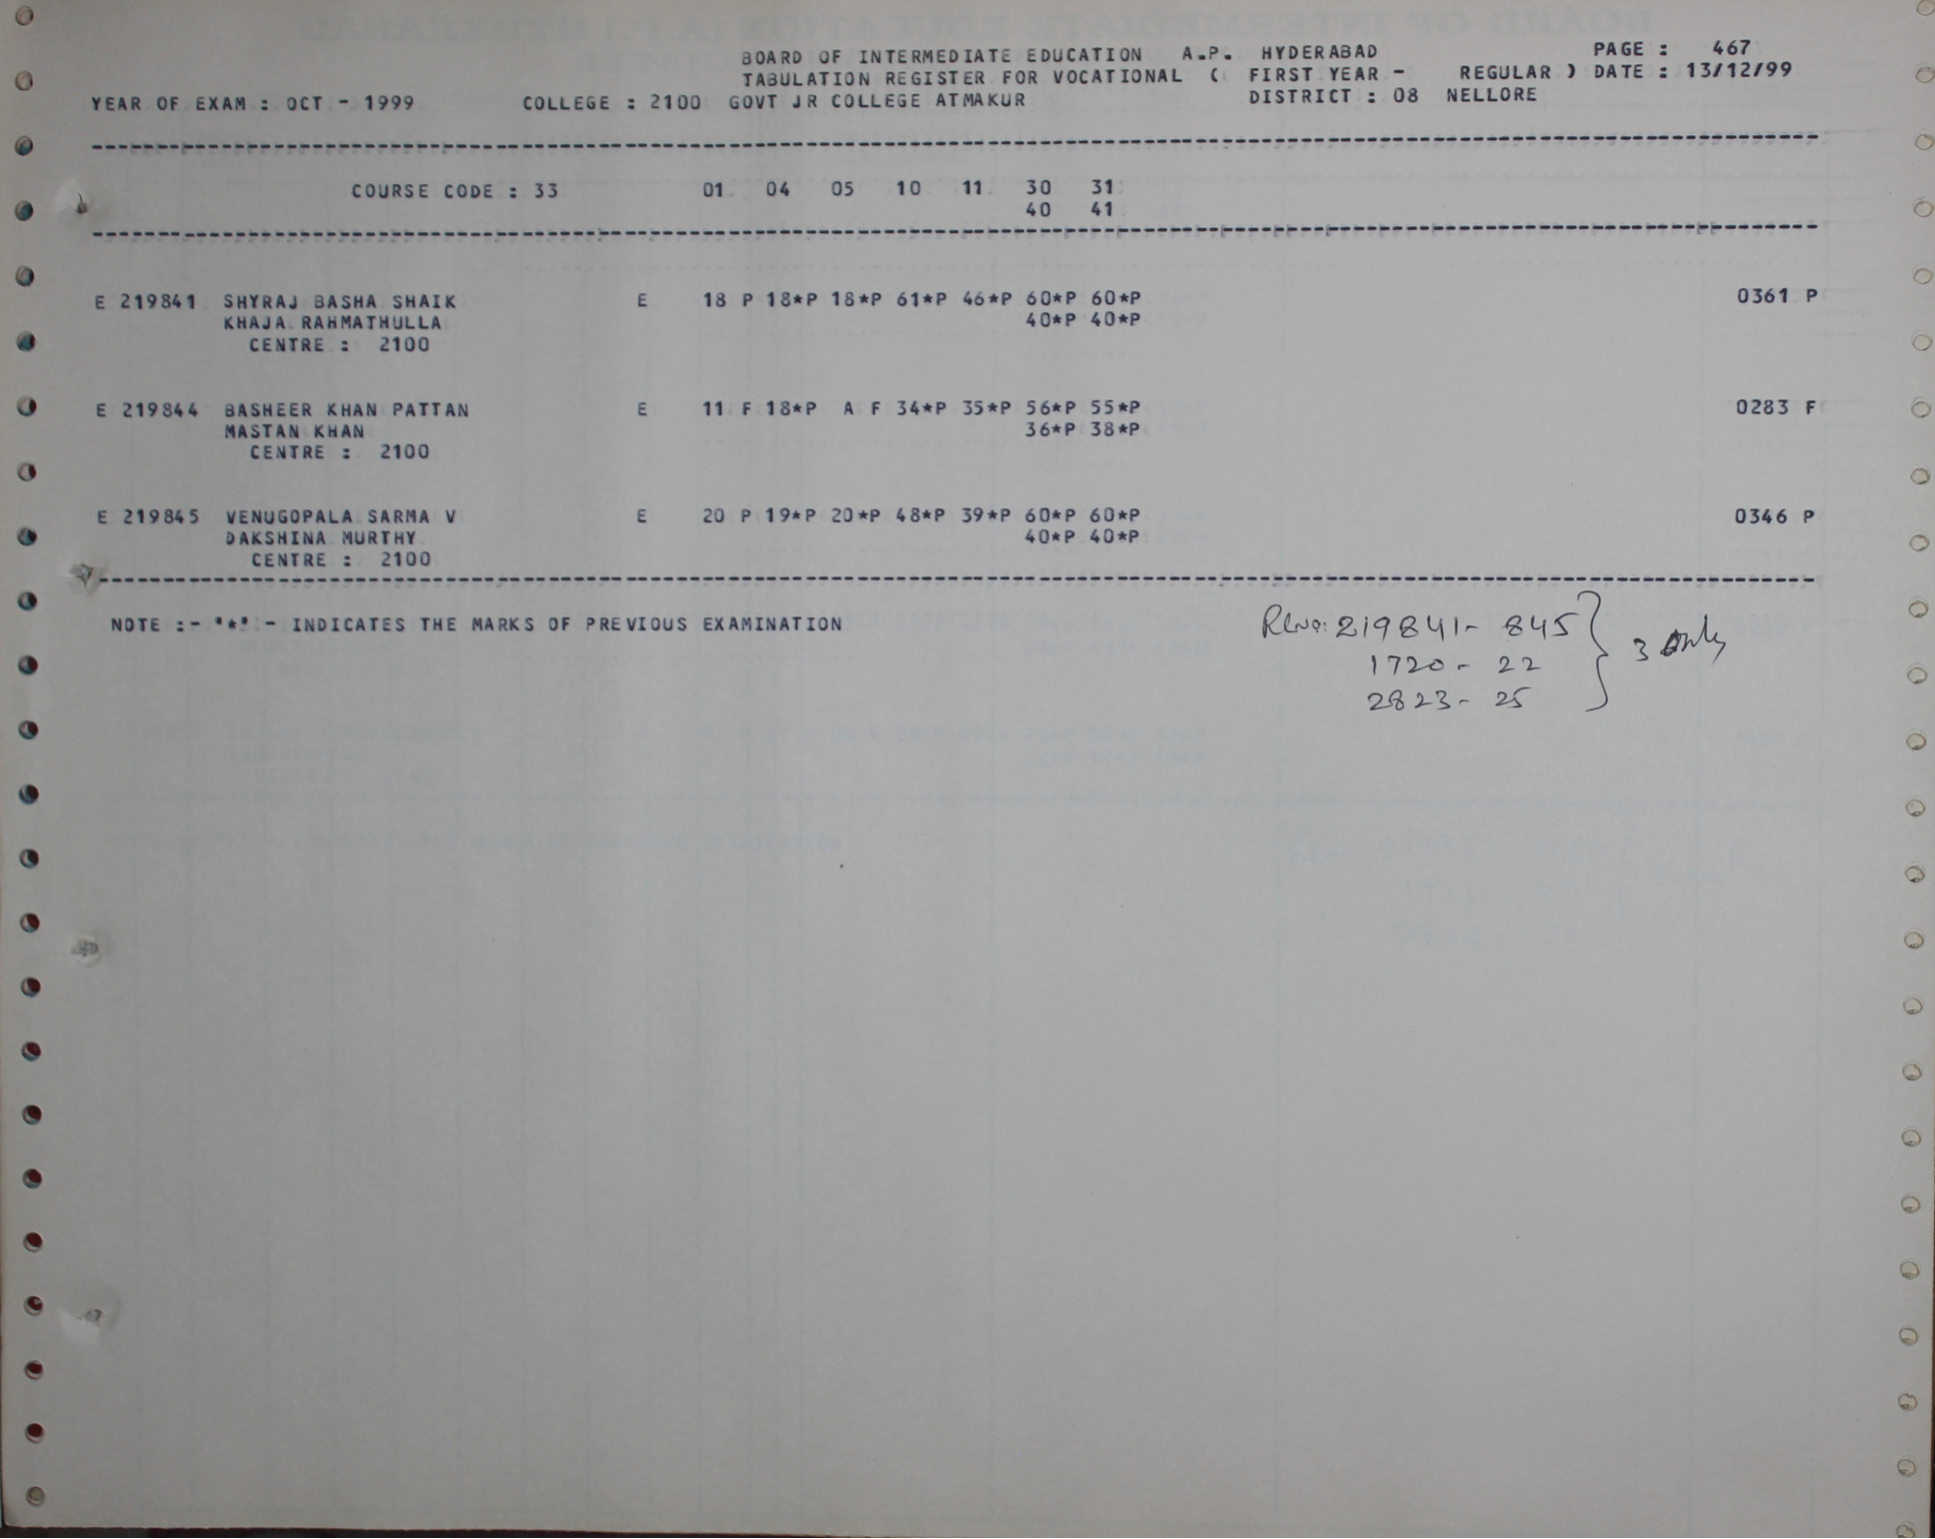 BOARD OF INTERMEDIATE EDUCATION A.P. HYDERABAD PAGE : 467
TABULATION REGISTER FOR VOCATIONAL ( FIRST YEAR - REGULAR ) DATE : 13/12/99
YEAR OF EXAM : OCT - 1999 COLLEGE : 2100 GOVT JR COLLEGE ATMAKUR DISTRICT : 08 NELLORE
COURSE CODE : 33 01 04 05 10 11 30 31
40 41
E 219841 SHYRAJ BASHA SHAIK E 18 P 18*P 18*P 61*P 46*P 60*P 60*P 0361 P
KHAJA RAHMATHULLA 40*P 40*P
CENTRE : 2100
E 219844 BASHEER KHAN PATTAN E 11 F 18*P A F 34*P 35*P 56*P 55*P 0283 F
MASTAN KHAN 36*P 38*P
CENTRE : 2100
E 219845 VENUGOPALA SARMA V E 20 P 19*P 20*P 48*P 39*P 60*P 60*P 0346 P
DAKSHINA MURTHY 40*P 40*P
CENTRE : 2100
NOTE :- "*" - INDICATES THE MARKS OF PREVIOUS EXAMINATION
219841 - 845
1720 - 22 3 only
2823 - 25